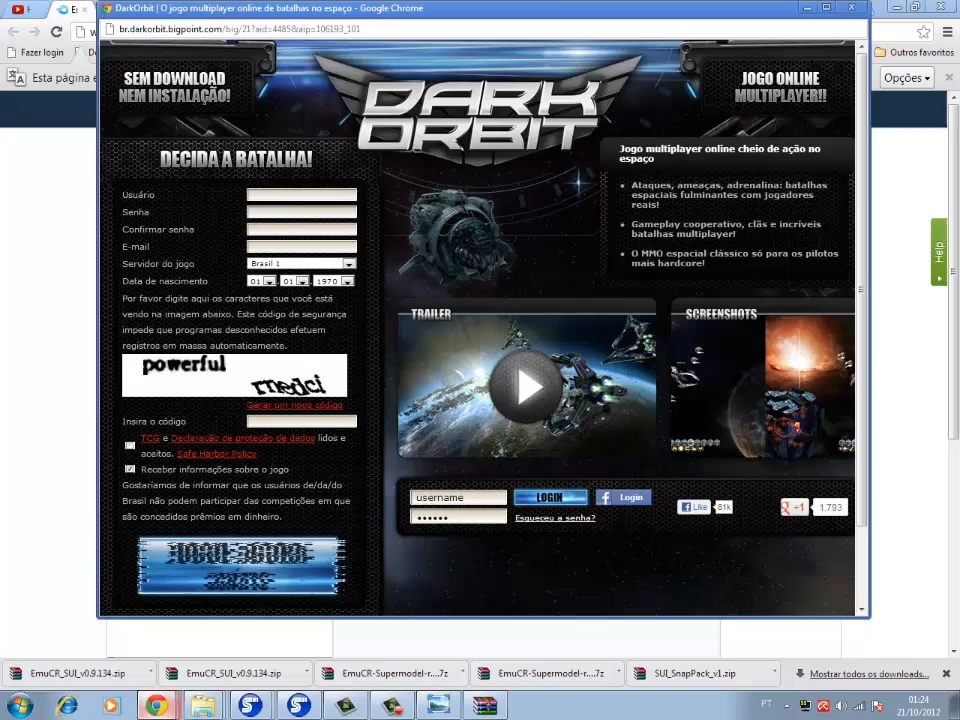 DarkOrbit | O jogo multiplayer online de batalhas no espaço - Google Chrome
br.darkorbit.bigpoint.com/big/21?aid=4485&aip=106193_101
Fazer login
Outros favoritos
Esta página e
Opções
SEM DOWNLOAD
NEM INSTALAÇÃO!
DARK
ORBIT
JOGO ONLINE
MULTIPLAYER!!
DECIDA A BATALHA!
Usuário
Senha
Confirmar senha
E-mail
Servidor do jogo Brasil 1
Data de nascimento 01 01 1970
Por favor digite aqui os caracteres que você está
vendo na imagem abaixo. Este código de segurança
impede que programas desconhecidos efetuem
registros em massa automaticamente.
powerful
Gerar um novo código
Insira o código
TCG e Declaração de proteção de dados lidos e
aceitos. Safe Harbor Policy
Receber informações sobre o jogo
Gostaríamos de informar que os usuários de/da/do
Brasil não podem participar das competições em que
são concedidos prêmios em dinheiro.
Jogo multiplayer online cheio de ação no
espaço
Ataques, ameaças, adrenalina: batalhas
espaciais fulminantes com jogadores
reais!
Gameplay cooperativo, clãs e incríveis
batalhas multiplayer!
O MMO espacial clássico só para os pilotos
mais hardcore!
Help
TRAILER
SCREENSHOTS
username
LOGIN
f Login
••••••
Esqueceu a senha?
Like 81k
+1 1.793
EmuCR_SUI_v0.9.134.zip
EmuCR_SUI_v0.9.134.zip
EmuCR-Supermodel-r....7z
EmuCR-Supermodel-r....7z
SUI_SnapPack_v1.zip
Mostrar todos os downloads...
PT
01:24
21/10/2012